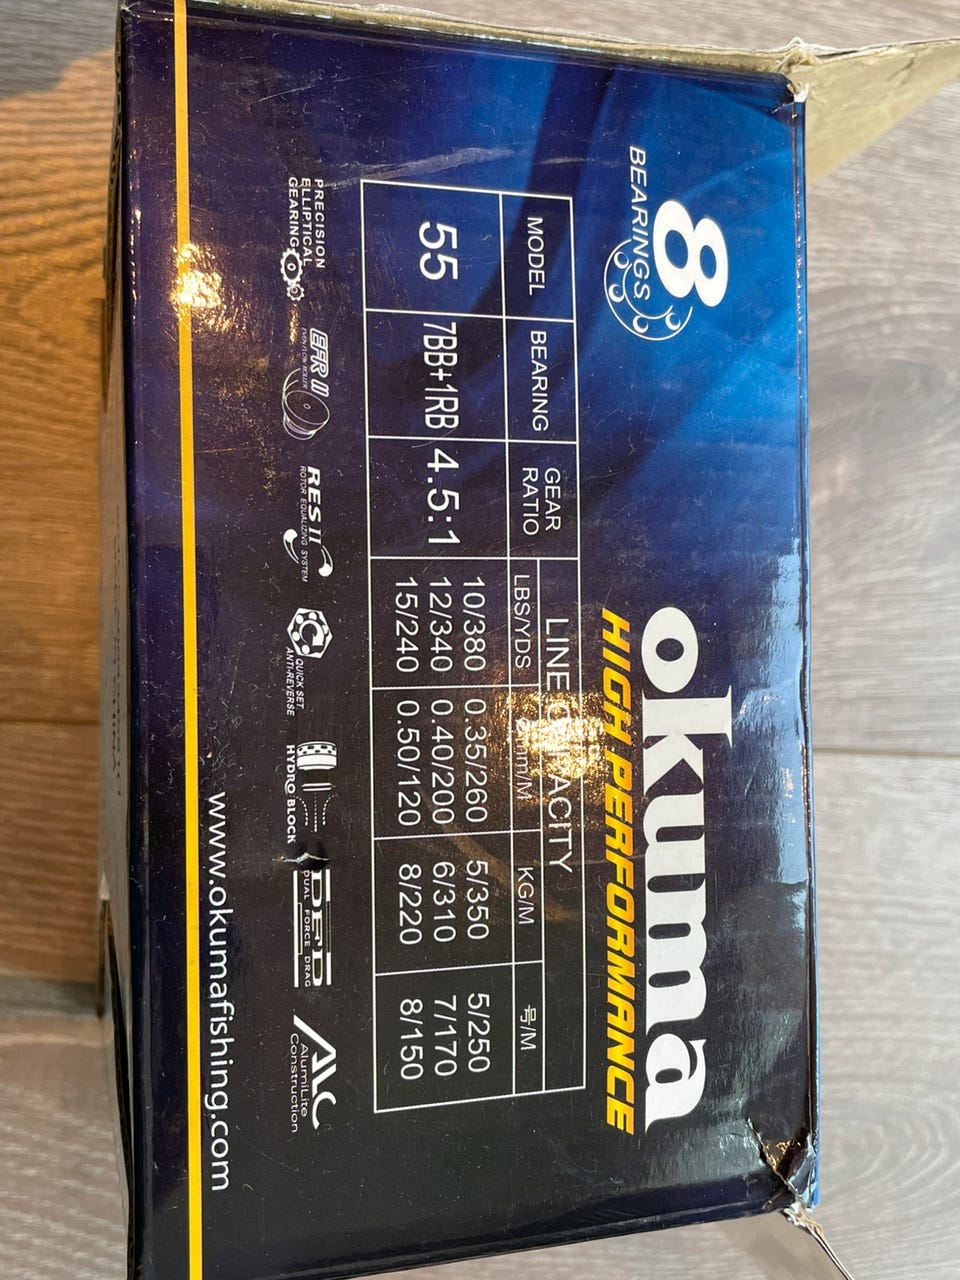 8
BEARINGS
okuma
HIGH PERFORMANCE
MODEL BEARING GEAR RATIO LINE
LBS/YDS KG/M 号/M
55 7BB+1RB 4.5:1
10/380 0.35/260 5/350 5/250
12/340 0.40/200 6/310 7/170
15/240 0.50/120 8/220 8/150
PRECISION
ELLIPTICAL
GEARING
EFR II
RES II
ROTOR EQUALIZING SYSTEM
QUICK SET
ANTI-REVERSE
HYDRO BLOCK
DFD
DUAL FORCE DRAG
ALC
AlumiLite
Construction
www.okumafishing.com